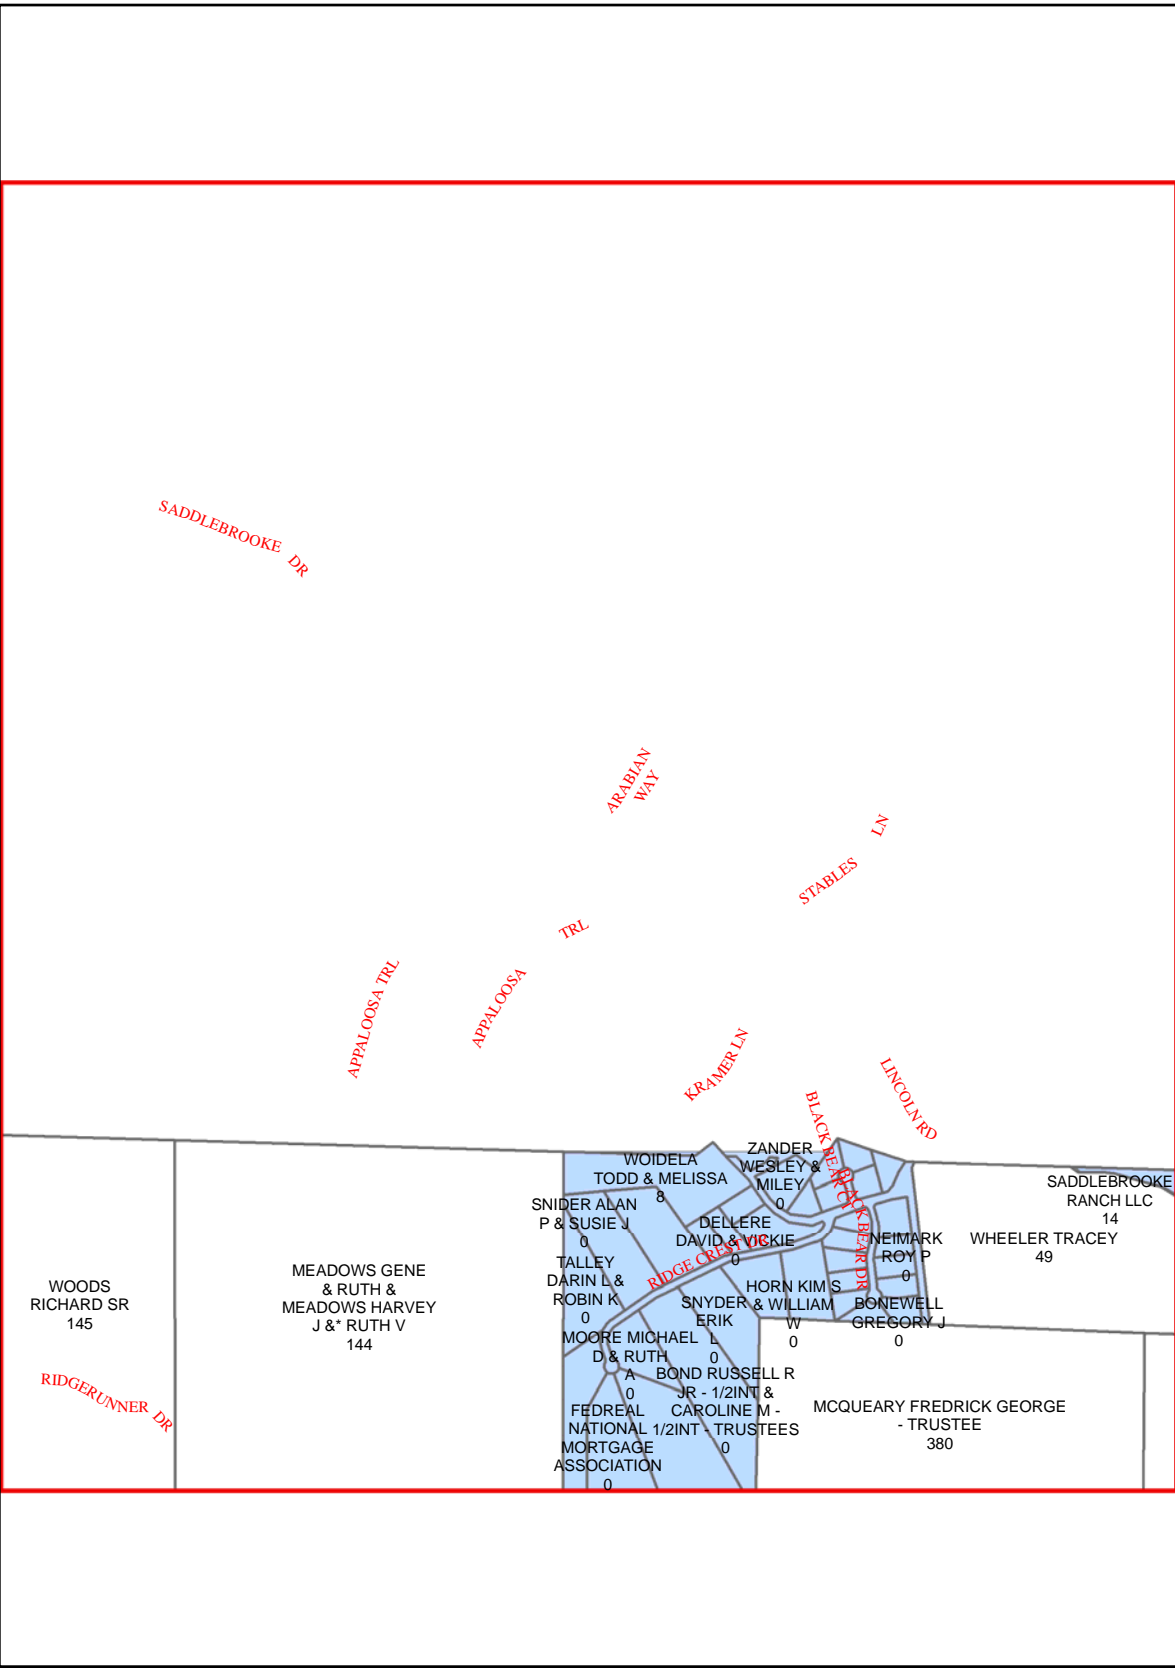 SADDLEBROOKE DR
ARABIAN
WAY
STABLES LN
APPALOOSA TRL
APPALOOSA TRL
KRAMER LN
LINCOLN RD
BLACK BEAR CT
BLACK BEAR DR
RIDGE CREST DR
RIDGERUNNER DR
WOODS
RICHARD SR
145
MEADOWS GENE
& RUTH &
MEADOWS HARVEY
J &* RUTH V
144
WOIDELA
TODD & MELISSA
8
ZANDER
WESLEY &
MILEY
0
SNIDER ALAN
P & SUSIE J
0
DELLERE
DAVID & VICKIE
0
TALLEY
DARIN L &
ROBIN K
0
NEIMARK
ROY P
0
SADDLEBROOKE
RANCH LLC
14
WHEELER TRACEY
49
SNYDER
ERIK
L
0
HORN KIM S
& WILLIAM
W
0
BONEWELL
GREGORY J
0
MOORE MICHAEL
D & RUTH
A
0
BOND RUSSELL R
JR - 1/2INT &
CAROLINE M -
1/2INT - TRUSTEES
0
FEDREAL
NATIONAL
MORTGAGE
ASSOCIATION
0
MCQUEARY FREDRICK GEORGE
- TRUSTEE
380